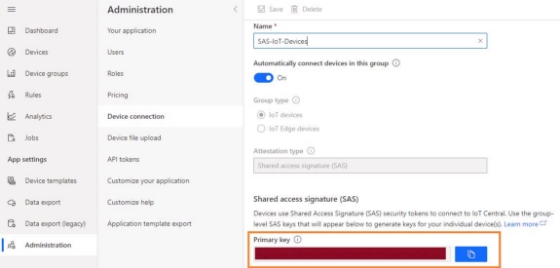 Dashboard
Devices
Device groups
Rules
Analytics
Jobs
App settings
Device templates
Data export
Data export (legacy)
Administration
Administration
Your application
Users
Roles
Pricing
Device connection
Device file upload
API tokens
Customize your application
Customize help
Application template export
Save Delete
Name *
SAS-IoT-Devices
Automatically connect devices in this group
On
Group type
IoT devices
IoT Edge devices
Attestation type
Shared access signature (SAS)
Shared access signature (SAS)
Devices use Shared Access Signature (SAS) security tokens to connect to IoT Central. Use the group-
level SAS keys that will appear below to generate keys for your individual device(s). Learn more
Primary key